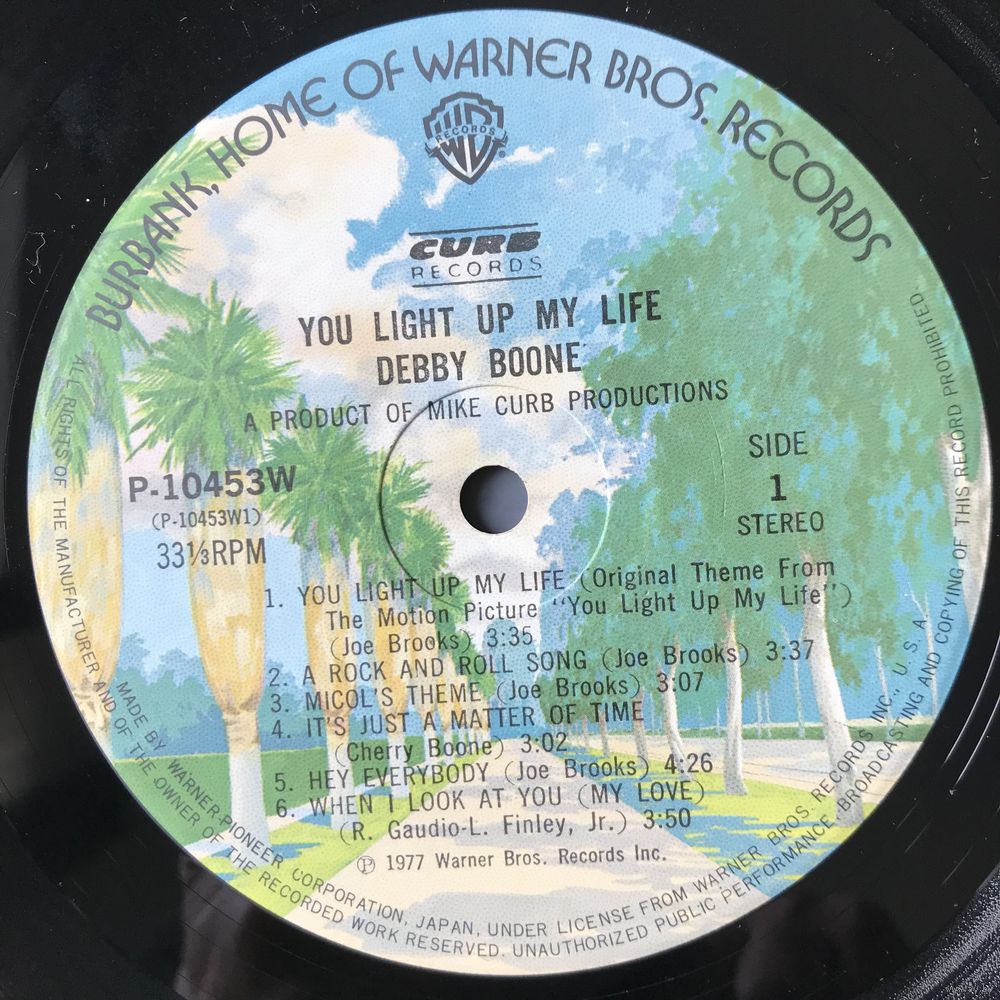 BURBANK, HOME OF WARNER BROS. RECORDS
RECORDS
CURB
RECORDS
YOU LIGHT UP MY LIFE
DEBBY BOONE
A PRODUCT OF MIKE CURB PRODUCTIONS
P-10453W
(P-10453W1)
33⅓RPM
SIDE
1
STEREO
1. YOU LIGHT UP MY LIFE (Original Theme From
The Motion Picture "You Light Up My Life")
(Joe Brooks) 3:35
2. A ROCK AND ROLL SONG (Joe Brooks) 3:37
3. MICOL'S THEME (Joe Brooks) 3:07
4. IT'S JUST A MATTER OF TIME
(Cherry Boone) 3:02
5. HEY EVERYBODY (Joe Brooks) 4:26
6. WHEN I LOOK AT YOU (MY LOVE)
(R. Gaudio-L. Finley, Jr.) 3:50
Ⓟ 1977 Warner Bros. Records Inc.
MADE BY WARNER-PIONEER CORPORATION, JAPAN, UNDER LICENSE FROM WARNER BROS. RECORDS INC., U.S.A.
ALL RIGHTS OF THE MANUFACTURER AND OF THE OWNER OF THE RECORDED WORK RESERVED. UNAUTHORIZED PUBLIC PERFORMANCE BROADCASTING AND COPYING OF THIS RECORD PROHIBITED.